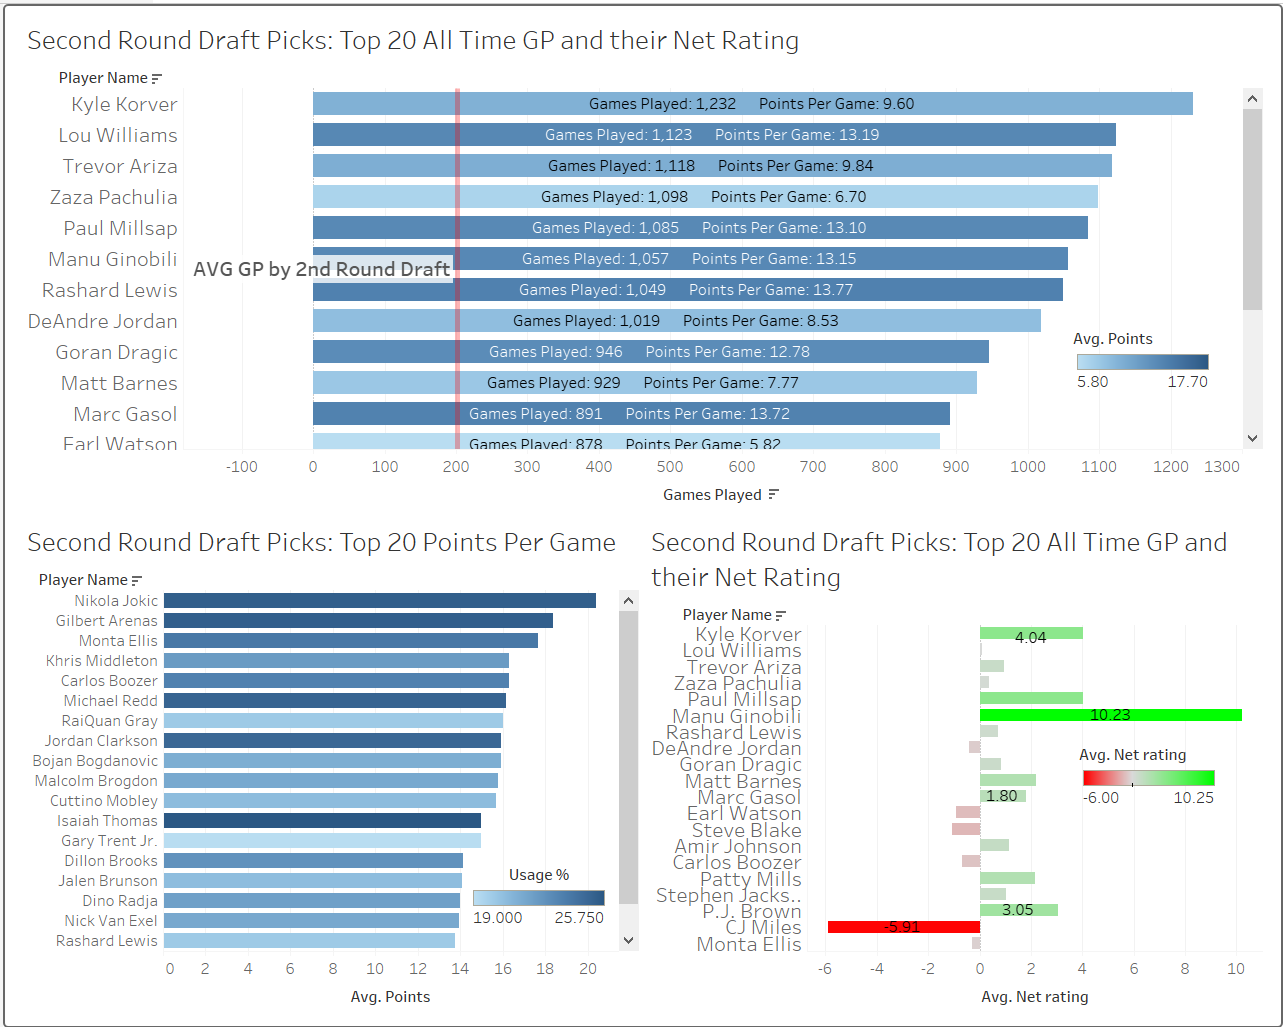 Second Round Draft Picks: Top 20 All Time GP and their Net Rating
Player Name
Kyle Korver Games Played: 1,232 Points Per Game: 9.60
Lou Williams Games Played: 1,123 Points Per Game: 13.19
Trevor Ariza Games Played: 1,118 Points Per Game: 9.84
Zaza Pachulia Games Played: 1,098 Points Per Game: 6.70
Paul Millsap Games Played: 1,085 Points Per Game: 13.10
Manu Ginobili Games Played: 1,057 Points Per Game: 13.15
AVG GP by 2nd Round Draft
Rashard Lewis Games Played: 1,049 Points Per Game: 13.77
DeAndre Jordan Games Played: 1,019 Points Per Game: 8.53
Goran Dragic Games Played: 946 Points Per Game: 12.78
Matt Barnes Games Played: 929 Points Per Game: 7.77
Marc Gasol Games Played: 891 Points Per Game: 13.72
Earl Watson Games Played: 878 Points Per Game: 5.82
Avg. Points
5.80 17.70
-100 0 100 200 300 400 500 600 700 800 900 1000 1100 1200 1300
Games Played
Second Round Draft Picks: Top 20 Points Per Game
Player Name
Nikola Jokic
Gilbert Arenas
Monta Ellis
Khris Middleton
Carlos Boozer
Michael Redd
RaiQuan Gray
Jordan Clarkson
Bojan Bogdanovic
Malcolm Brogdon
Cuttino Mobley
Isaiah Thomas
Gary Trent Jr.
Dillon Brooks
Jalen Brunson
Dino Radja
Nick Van Exel
Rashard Lewis
Usage %
19.000 25.750
0 2 4 6 8 10 12 14 16 18 20
Avg. Points
Second Round Draft Picks: Top 20 All Time GP and
their Net Rating
Player Name
Kyle Korver 4.04
Lou Williams
Trevor Ariza
Zaza Pachulia
Paul Millsap
Manu Ginobili 10.23
Rashard Lewis
DeAndre Jordan
Goran Dragic
Matt Barnes
Marc Gasol 1.80
Earl Watson
Steve Blake
Amir Johnson
Carlos Boozer
Patty Mills
Stephen Jacks..
P.J. Brown 3.05
CJ Miles -5.91
Monta Ellis
Avg. Net rating
-6.00 10.25
-6 -4 -2 0 2 4 6 8 10
Avg. Net rating